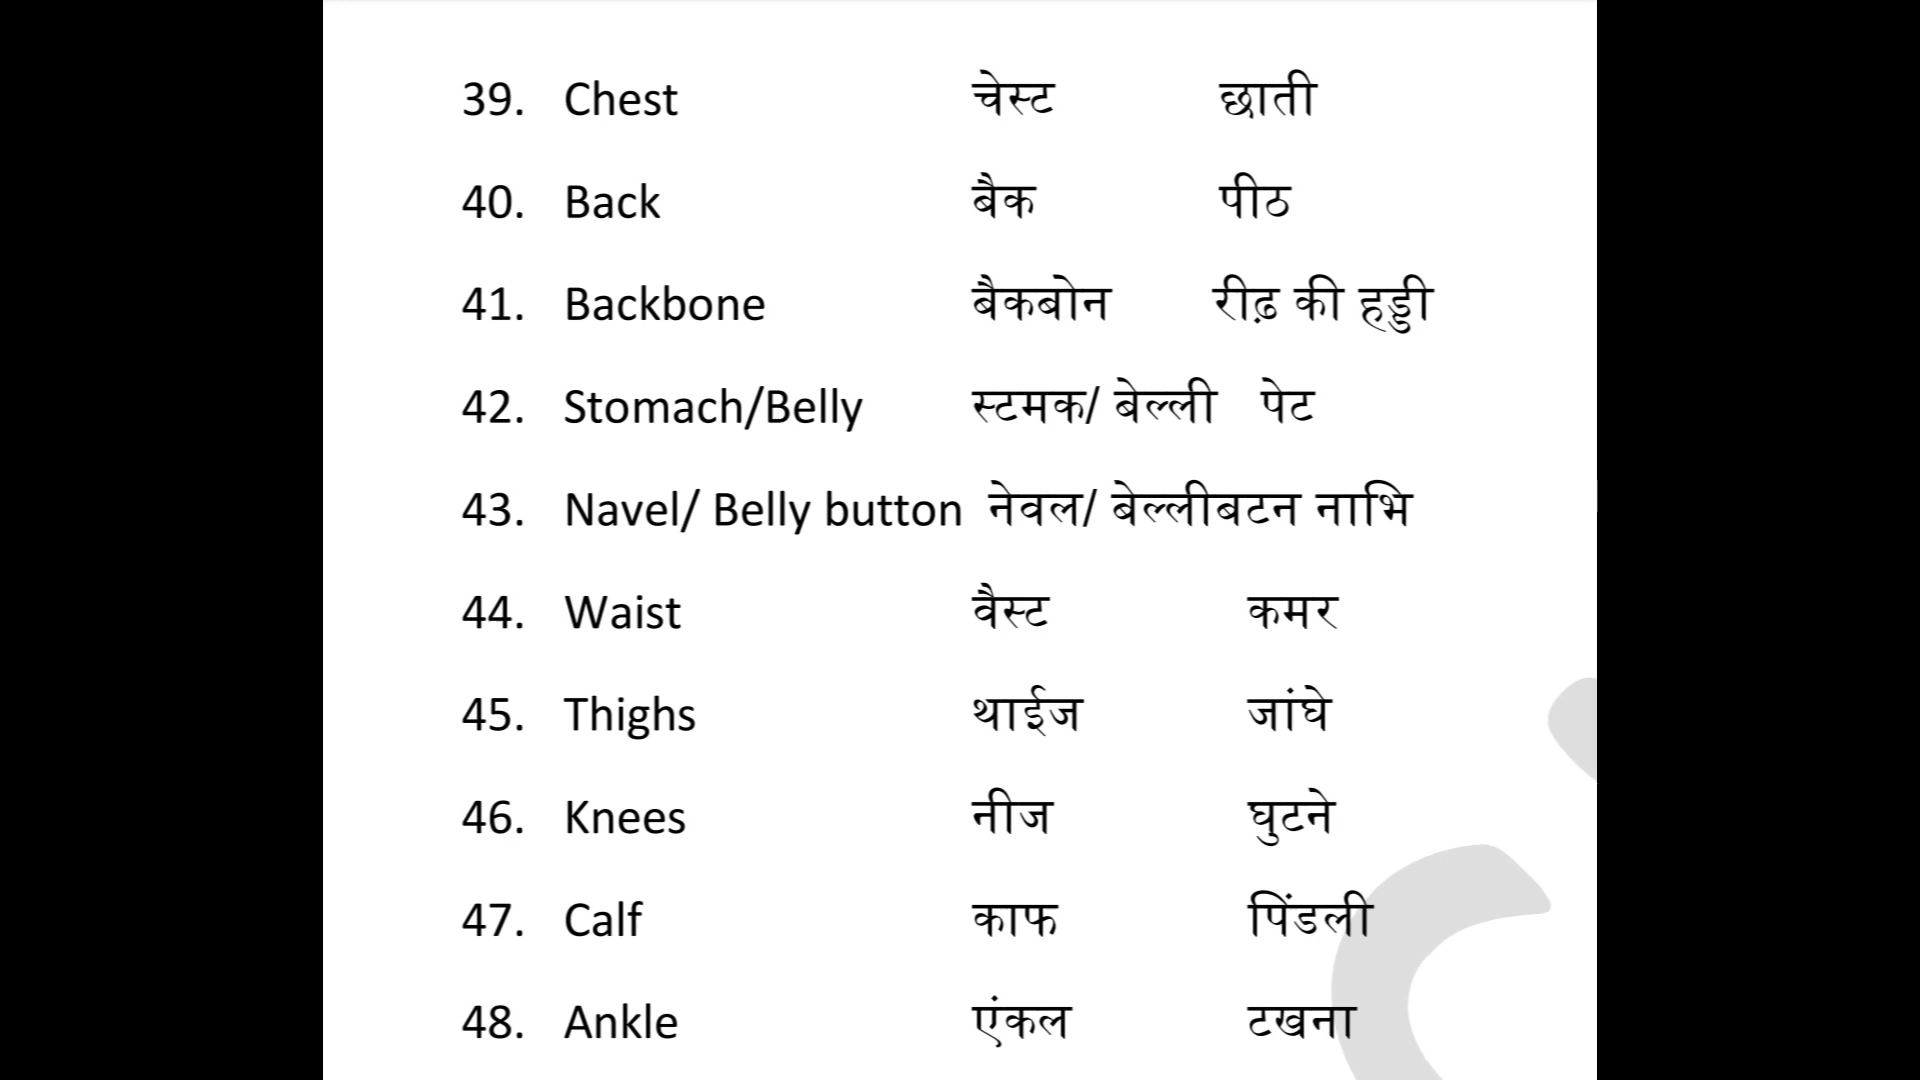 39. Chest चेस्ट छाती
40. Back बैक पीठ
41. Backbone बैकबोन रीढ़ की हड्डी
42. Stomach/Belly स्टमक/ बेल्ली पेट
43. Navel/ Belly button नेवल/ बेल्लीबटन नाभि
44. Waist वैस्ट कमर
45. Thighs थाईज जांघे
46. Knees नीज घुटने
47. Calf काफ पिंडली
48. Ankle एंकल टखना